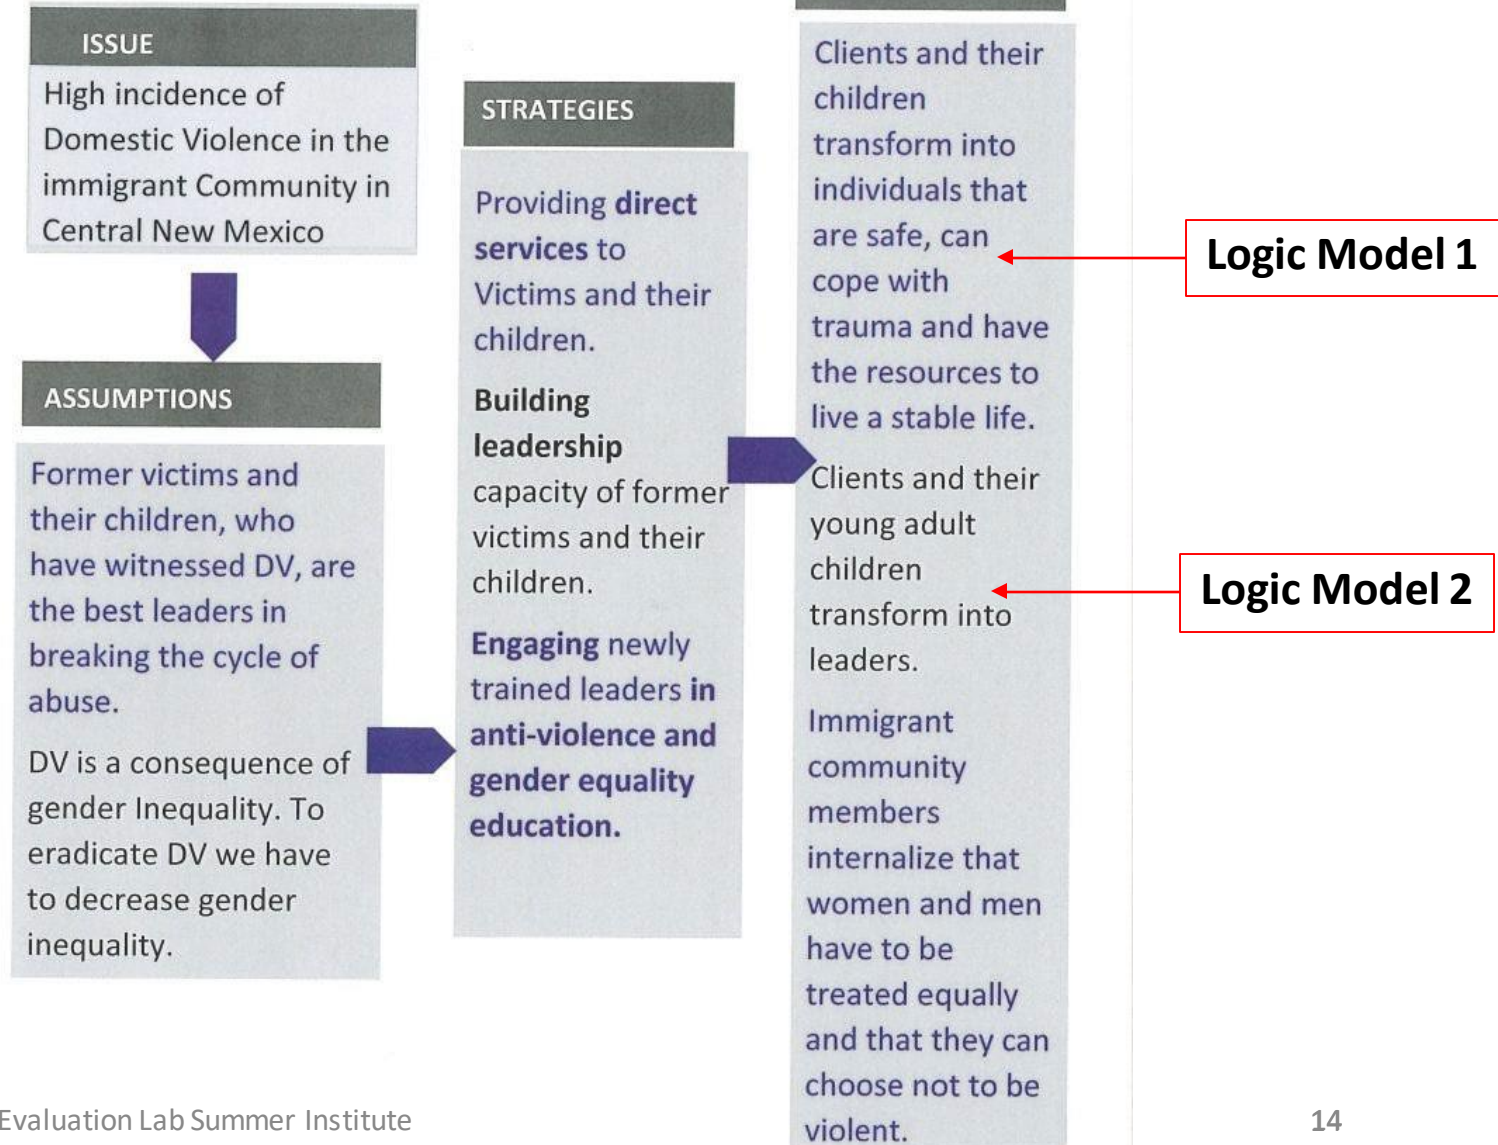 ISSUE
High incidence of
Domestic Violence in the
immigrant Community in
Central New Mexico
ASSUMPTIONS
Former victims and
their children, who
have witnessed DV, are
the best leaders in
breaking the cycle of
abuse.
DV is a consequence of
gender Inequality. To
eradicate DV we have
to decrease gender
inequality.
STRATEGIES
Providing direct
services to
Victims and their
children.
Building
leadership
capacity of former
victims and their
children.
Engaging newly
trained leaders in
anti-violence and
gender equality
education.
Clients and their
children
transform into
individuals that
are safe, can
cope with
trauma and have
the resources to
live a stable life.
Clients and their
young adult
children
transform into
leaders.
Immigrant
community
members
internalize that
women and men
have to be
treated equally
and that they can
choose not to be
violent.
Logic Model 1
Logic Model 2
Evaluation Lab Summer Institute
14